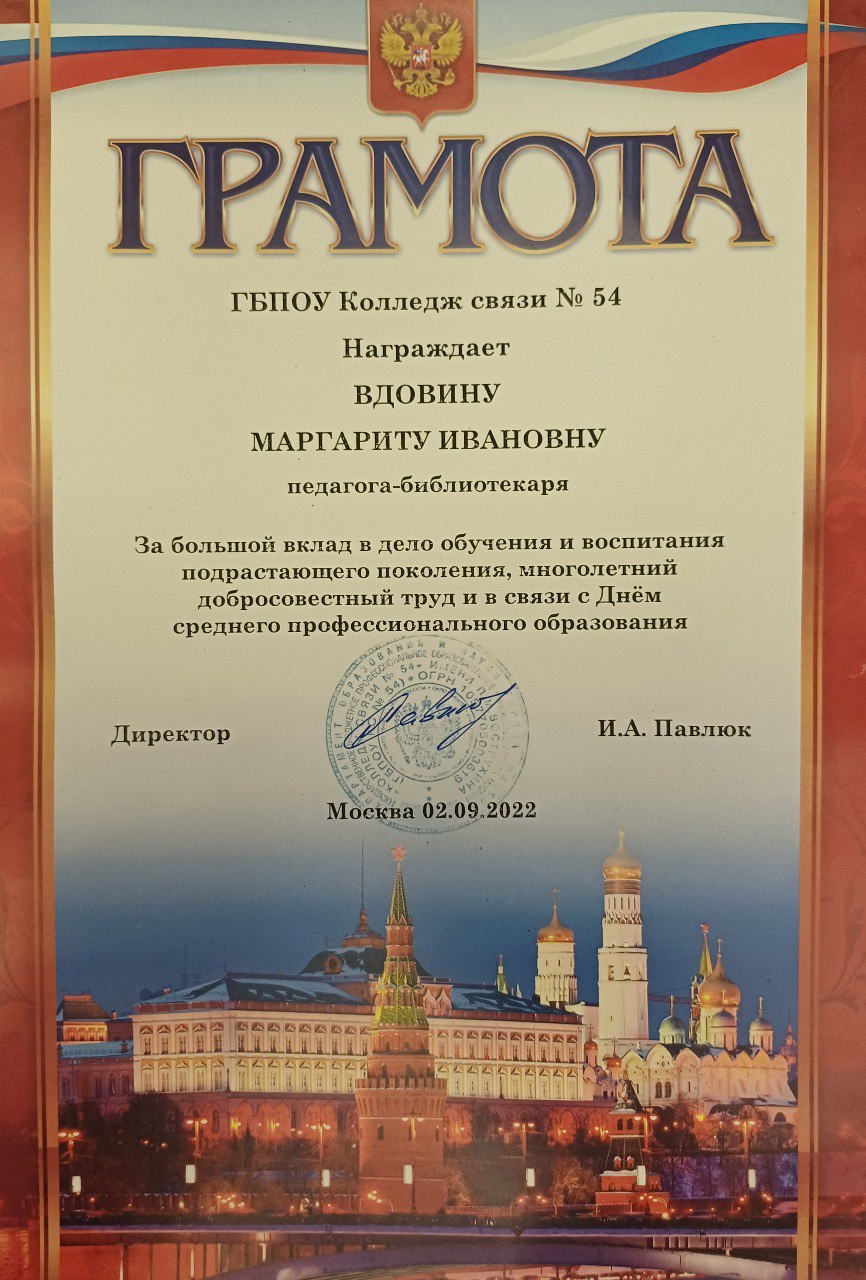 ГРАМОТА
ГБПОУ Колледж связи № 54
Награждает
ВДОВИНУ
МАРГАРИТУ ИВАНОВНУ
педагога-библиотекаря
За большой вклад в дело обучения и воспитания
подрастающего поколения, многолетний
добросовестный труд и в связи с Днём
среднего профессионального образования
Директор
И.А. Павлюк
Москва 02.09.2022